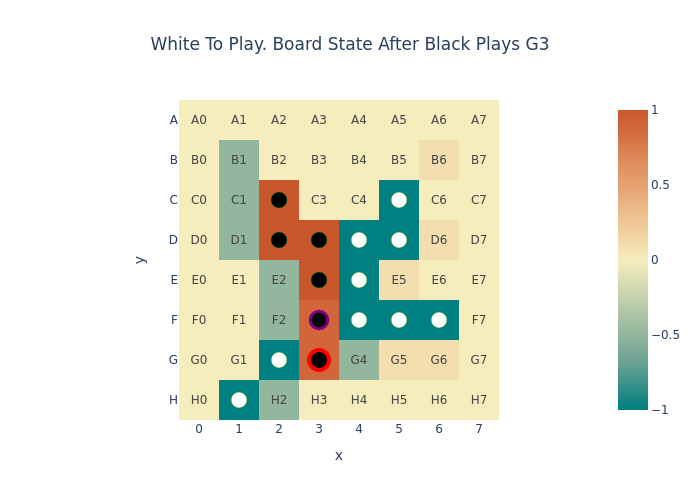 White To Play. Board State After Black Plays G3
A A0 A1 A2 A3 A4 A5 A6 A7
B B0 B1 B2 B3 B4 B5 B6 B7
C C0 C1 C3 C4 C6 C7
D D0 D1 D6 D7
E E0 E1 E2 E5 E6 E7
F F0 F1 F2 F7
G G0 G1 G4 G5 G6 G7
H H0 H2 H3 H4 H5 H6 H7
0 1 2 3 4 5 6 7
x
y
1
0.5
0
−0.5
−1